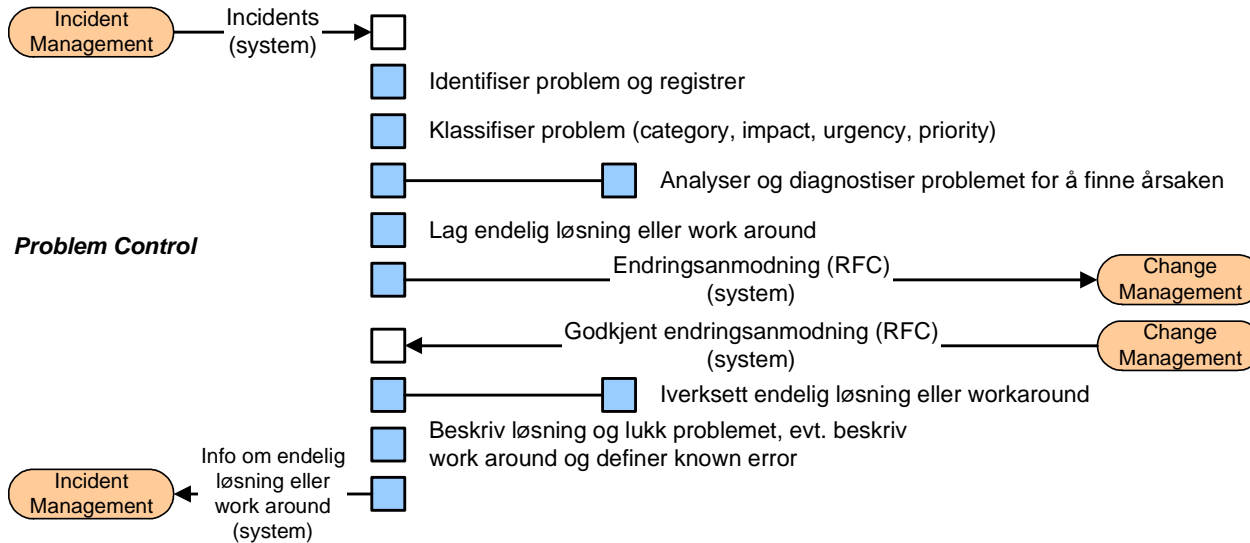 Incident
Management
Incidents
(system)
Identifiser problem og registrer
Klassifiser problem (category, impact, urgency, priority)
Analyser og diagnostiser problemet for å finne årsaken
Lag endelig løsning eller work around
Problem Control
Endringsanmodning (RFC)
(system)
Change
Management
Godkjent endringsanmodning (RFC)
(system)
Change
Management
Iverksett endelig løsning eller workaround
Beskriv løsning og lukk problemet, evt. beskriv
work around og definer known error
Info om endelig
løsning eller
work around
(system)
Incident
Management